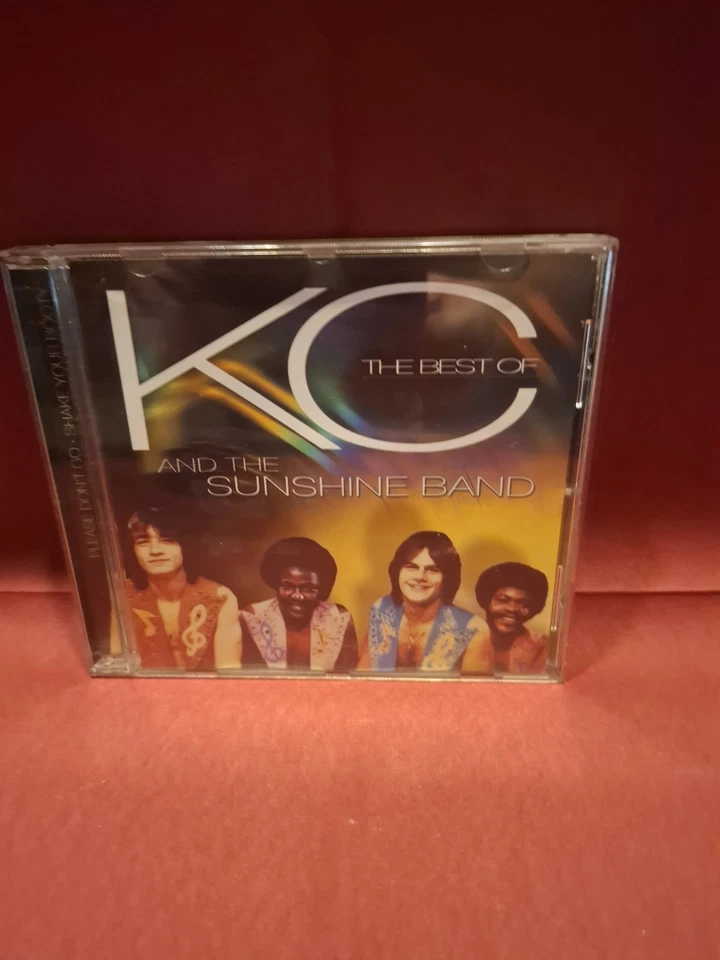 KC
THE BEST OF
AND THE
SUNSHINE BAND
PLEASE DON'T GO • SHAKE YOUR BOOTY